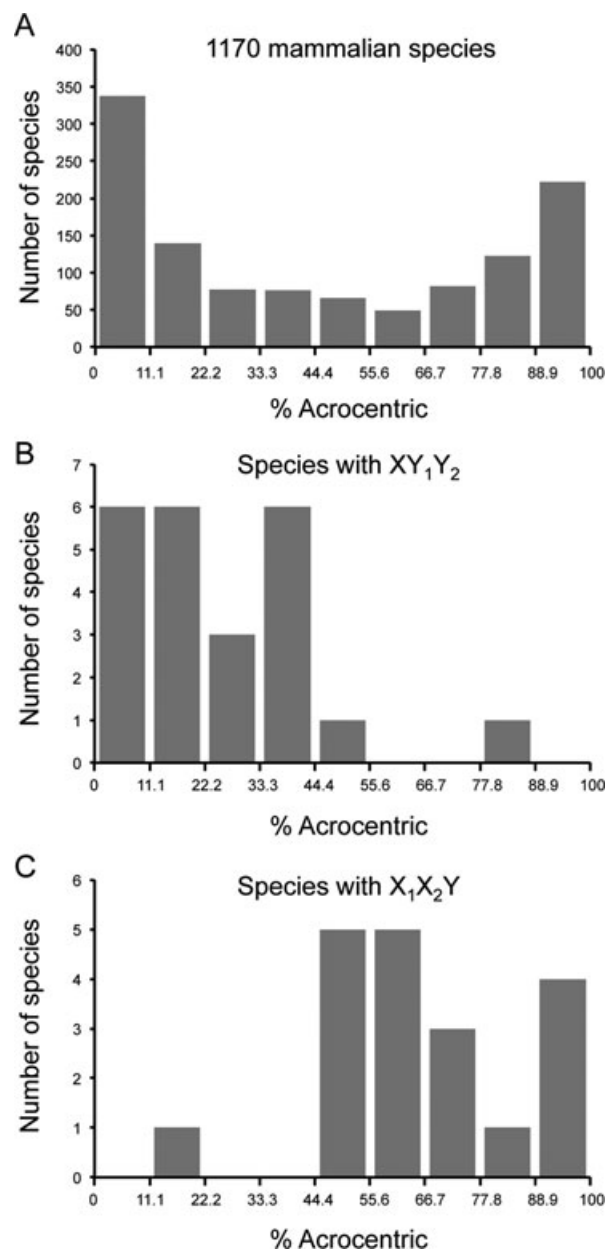 A
1170 mammalian species
400
350
300
250
200
150
100
50
0
Number of species
0 11.1 22.2 33.3 44.4 55.6 66.7 77.8 88.9 100
% Acrocentric
B
Species with XY₁Y₂
7
6
5
4
3
2
1
0
Number of species
0 11.1 22.2 33.3 44.4 55.6 66.7 77.8 88.9 100
% Acrocentric
C
Species with X₁X₂Y
6
5
4
3
2
1
0
Number of species
0 11.1 22.2 33.3 44.4 55.6 66.7 77.8 88.9 100
% Acrocentric